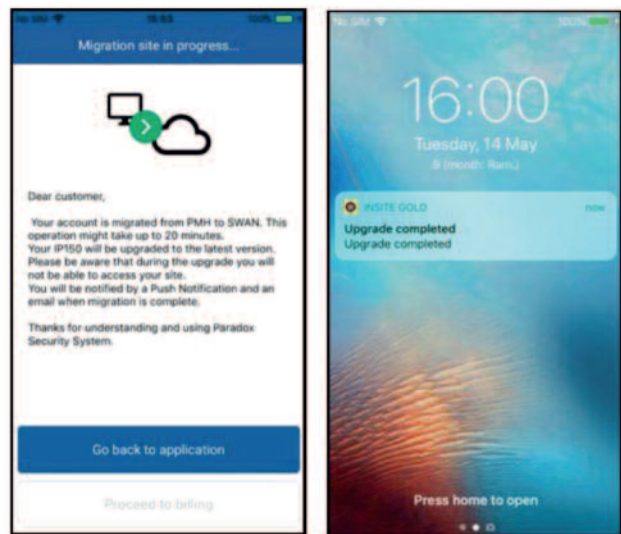 No SIM
100%
Migration site in progress...
Dear customer,
Your account is migrated from PMH to SWAN. This
operation might take up to 20 minutes.
Your IP150 will be upgraded to the latest version.
Please be aware that during the upgrade you will
not be able to access your site.
You will be notified by a Push Notification and an
email when migration is complete.
Thanks for understanding and using Paradox
Security System.
Go back to application
Proceed to billing
No SIM
100%
16:00
Tuesday, 14 May
9 (month: Ram.)
INSITE GOLD
now
Upgrade completed
Upgrade completed
Press home to open